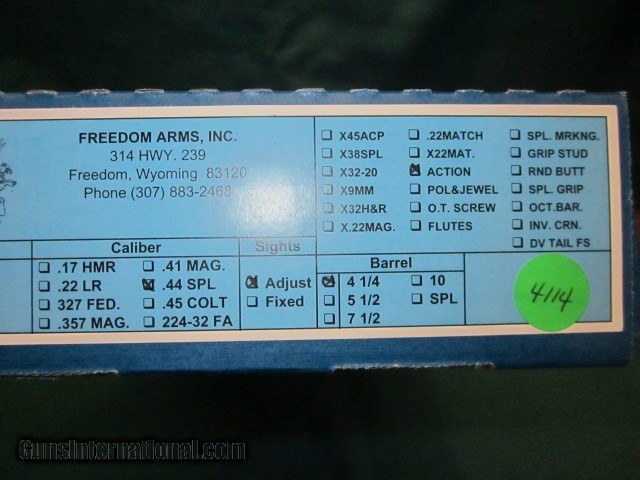 FREEDOM ARMS, INC.
314 HWY. 239
Freedom, Wyoming 83120
Phone (307) 883-2468
X45ACP .22MATCH SPL. MRKNG.
X38SPL X22MAT. GRIP STUD
X32-20 ACTION RND BUTT
X9MM POL&JEWEL SPL. GRIP
X32H&R O.T. SCREW OCT.BAR.
X.22MAG. FLUTES INV. CRN.
DV TAIL FS
Caliber
.17 HMR .41 MAG.
.22 LR .44 SPL
327 FED. .45 COLT
.357 MAG. 224-32 FA
Sights
Adjust
Fixed
Barrel
4 1/4 10
5 1/2 SPL
7 1/2
4114
GunsInternational.com